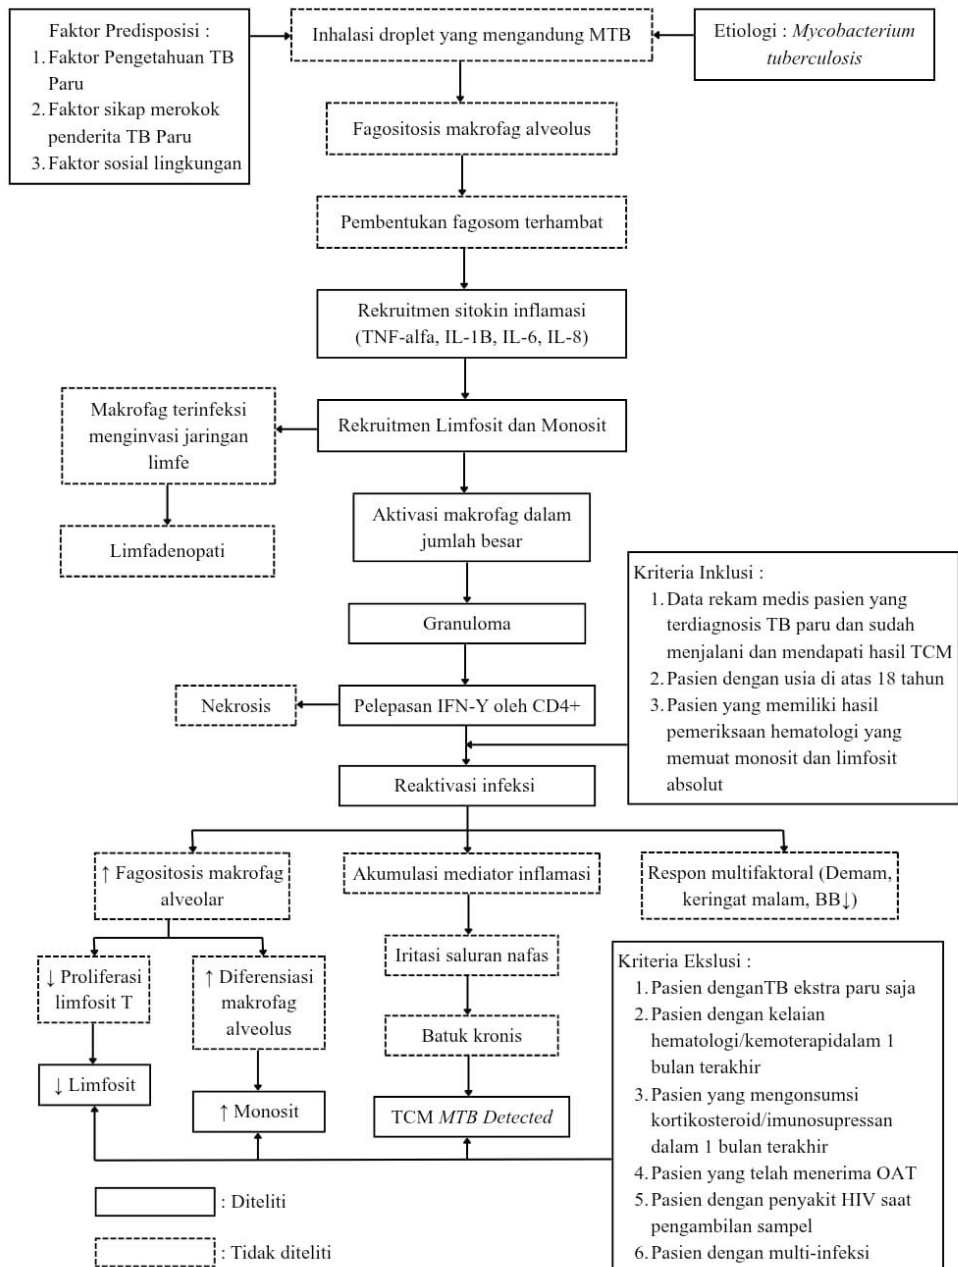 Faktor Predisposisi :
1. Faktor Pengetahuan TB
Paru
2. Faktor sikap merokok
penderita TB Paru
3. Faktor sosial lingkungan
Inhalasi droplet yang mengandung MTB
Etiologi : Mycobacterium
tuberculosis
Fagositosis makrofag alveolus
Pembentukan fagosom terhambat
Rekruitmen sitokin inflamasi
(TNF-alfa, IL-1B, IL-6, IL-8)
Makrofag terinfeksi
menginvasi jaringan
limfe
Rekruitmen Limfosit dan Monosit
Limfadenopati
Aktivasi makrofag dalam
jumlah besar
Granuloma
Nekrosis
Pelepasan IFN-Y oleh CD4+
Kriteria Inklusi :
1. Data rekam medis pasien yang
terdiagnosis TB paru dan sudah
menjalani dan mendapati hasil TCM
2. Pasien dengan usia di atas 18 tahun
3. Pasien yang memiliki hasil
pemeriksaan hematologi yang
memuat monosit dan limfosit
absolut
Reaktivasi infeksi
↑ Fagositosis makrofag
alveolar
Akumulasi mediator inflamasi
Respon multifaktoral (Demam,
keringat malam, BB↓)
↓ Proliferasi
limfosit T
↑ Diferensiasi
makrofag
alveolus
Iritasi saluran nafas
Batuk kronis
↓ Limfosit
↑ Monosit
TCM MTB Detected
Kriteria Ekslusi :
1. Pasien denganTB ekstra paru saja
2. Pasien dengan kelaian
hematologi/kemoterapidalam 1
bulan terakhir
3. Pasien yang mengonsumsi
kortikosteroid/imunosupressan
dalam 1 bulan terakhir
4. Pasien yang telah menerima OAT
5. Pasien dengan penyakit HIV saat
pengambilan sampel
6. Pasien dengan multi-infeksi
: Diteliti
: Tidak diteliti